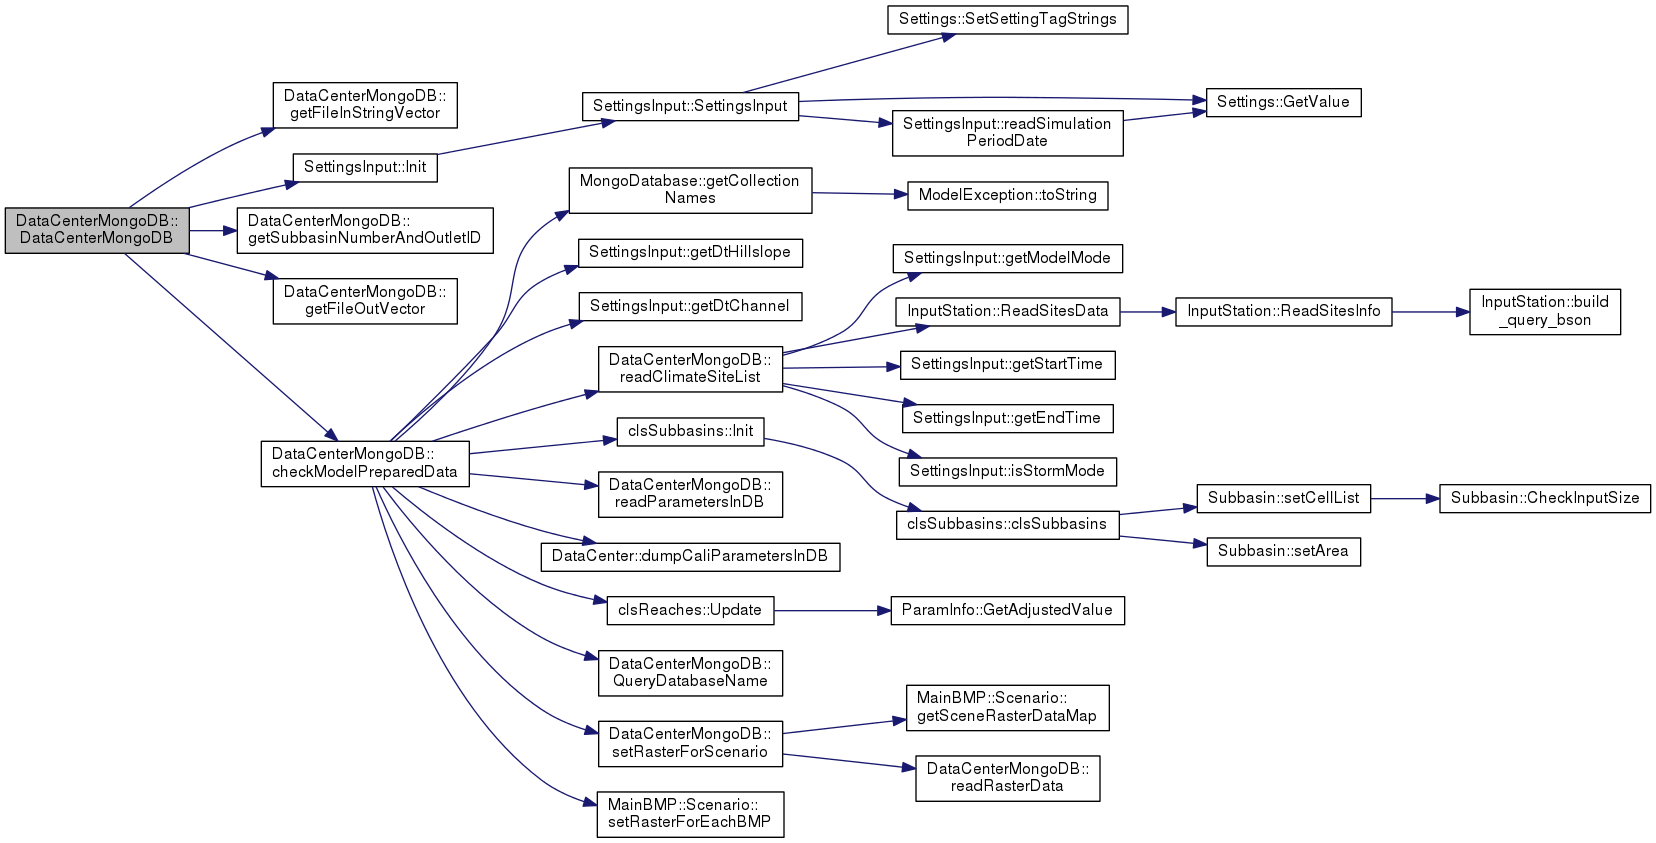 DataCenterMongoDB::
DataCenterMongoDB
DataCenterMongoDB::
getFileInStringVector
SettingsInput::Init
DataCenterMongoDB::
getSubbasinNumberAndOutletID
DataCenterMongoDB::
getFileOutVector
DataCenterMongoDB::
checkModelPreparedData
SettingsInput::SettingsInput
MongoDatabase::getCollection
Names
SettingsInput::getDtHillslope
SettingsInput::getDtChannel
DataCenterMongoDB::
readClimateSiteList
clsSubbasins::Init
DataCenterMongoDB::
readParametersInDB
DataCenter::dumpCaliParametersInDB
clsReaches::Update
DataCenterMongoDB::
QueryDatabaseName
DataCenterMongoDB::
setRasterForScenario
MainBMP::Scenario::
setRasterForEachBMP
Settings::SetSettingTagStrings
SettingsInput::readSimulation
PeriodDate
Settings::GetValue
ModelException::toString
SettingsInput::getModelMode
InputStation::ReadSitesData
SettingsInput::getStartTime
SettingsInput::getEndTime
SettingsInput::isStormMode
clsSubbasins::clsSubbasins
ParamInfo::GetAdjustedValue
MainBMP::Scenario::
getSceneRasterDataMap
DataCenterMongoDB::
readRasterData
InputStation::ReadSitesInfo
InputStation::build
_query_bson
Subbasin::setCellList
Subbasin::CheckInputSize
Subbasin::setArea